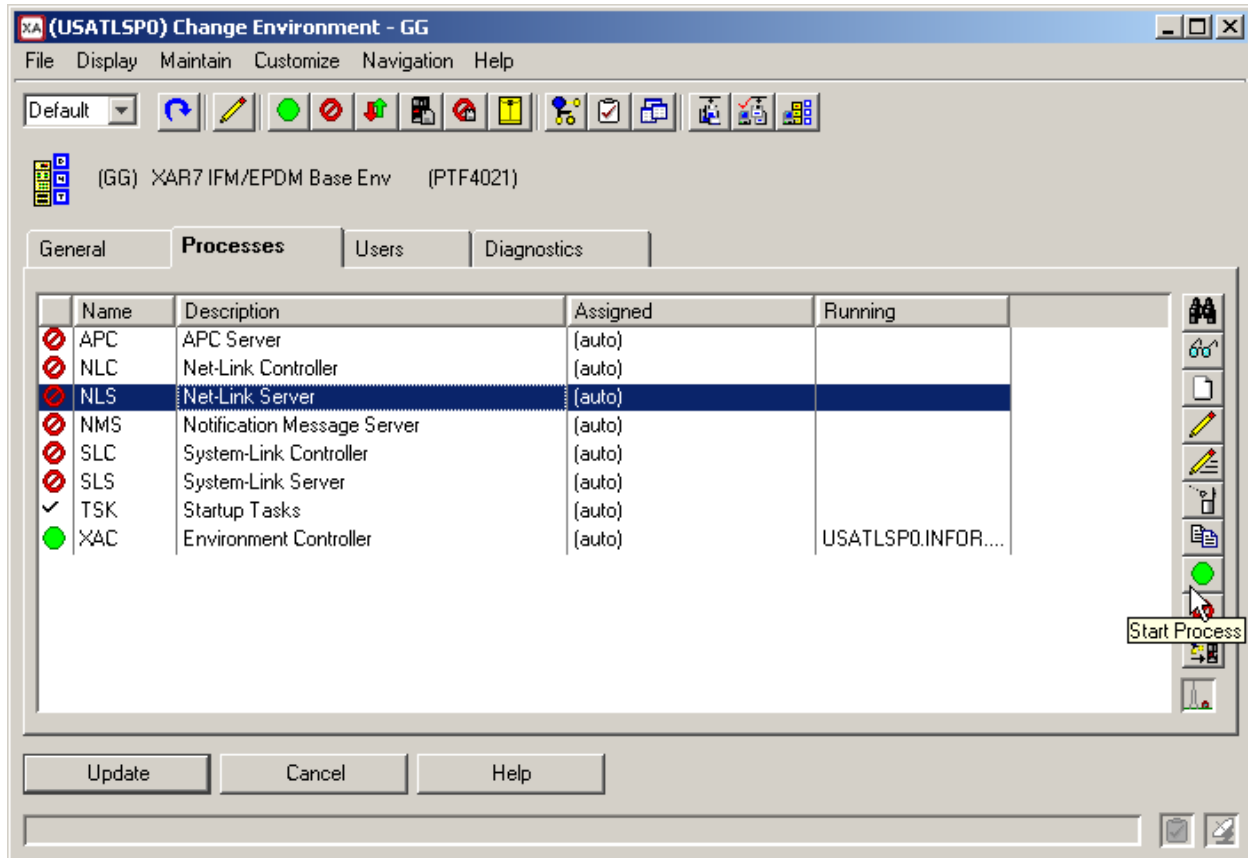 XA (USATLSP0) Change Environment - GG
File Display Maintain Customize Navigation Help
Default
(GG) XAR7 IFM/EPDM Base Env (PTF4021)
General Processes Users Diagnostics
Name Description Assigned Running
APC APC Server (auto)
NLC Net-Link Controller (auto)
NLS Net-Link Server (auto)
NMS Notification Message Server (auto)
SLC System-Link Controller (auto)
SLS System-Link Server (auto)
TSK Startup Tasks (auto)
XAC Environment Controller (auto) USATLSP0.INFOR....
Start Process
Update Cancel Help